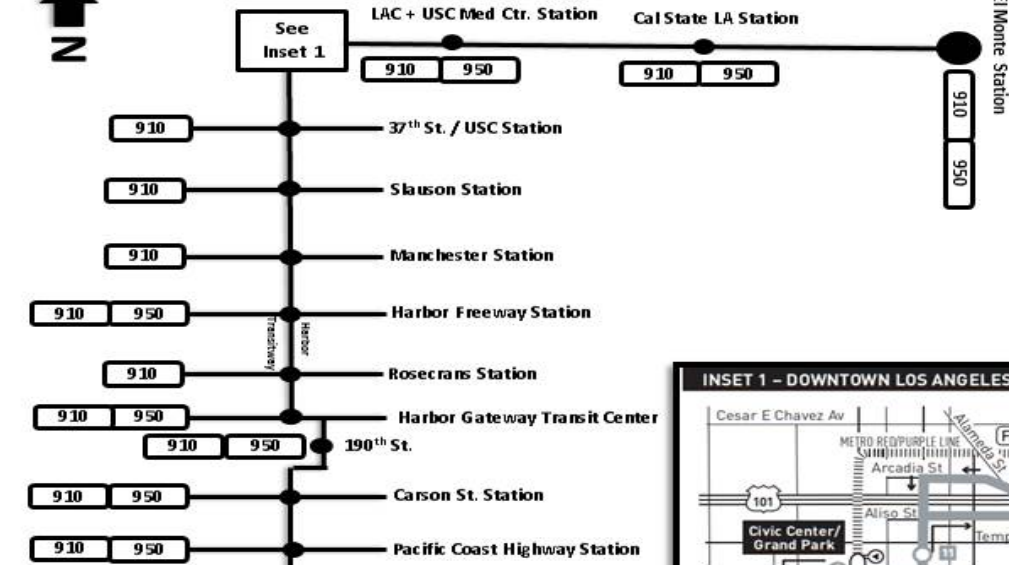 N
See
Inset 1
LAC + USC Med Ctr. Station
910 950
Cal State LA Station
910 950
El Monte Station
910
950
910 37th St. / USC Station
910 Slauson Station
910 Manchester Station
910 950 Harbor Freeway Station
Harbor
Transitway
910 Rosecrans Station
910 950 Harbor Gateway Transit Center
910 950 190th St.
910 950 Carson St. Station
910 950 Pacific Coast Highway Station
INSET 1 – DOWNTOWN LOS ANGELES
Cesar E Chavez Av
Alameda St
METRO RED/PURPLE LINE
Arcadia St
101
Aliso St
Civic Center/
Grand Park
11